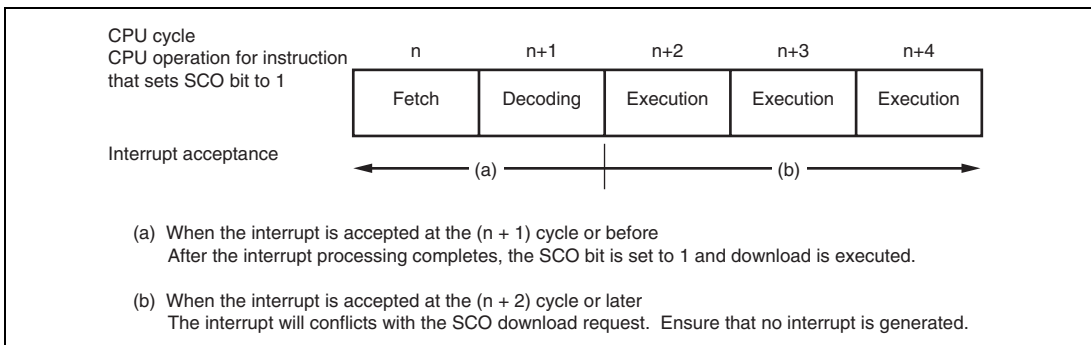 CPU cycle
CPU operation for instruction
that sets SCO bit to 1
n n+1 n+2 n+3 n+4
Fetch Decoding Execution Execution Execution
Interrupt acceptance
(a) (b)
(a) When the interrupt is accepted at the (n + 1) cycle or before
After the interrupt processing completes, the SCO bit is set to 1 and download is executed.
(b) When the interrupt is accepted at the (n + 2) cycle or later
The interrupt will conflicts with the SCO download request. Ensure that no interrupt is generated.